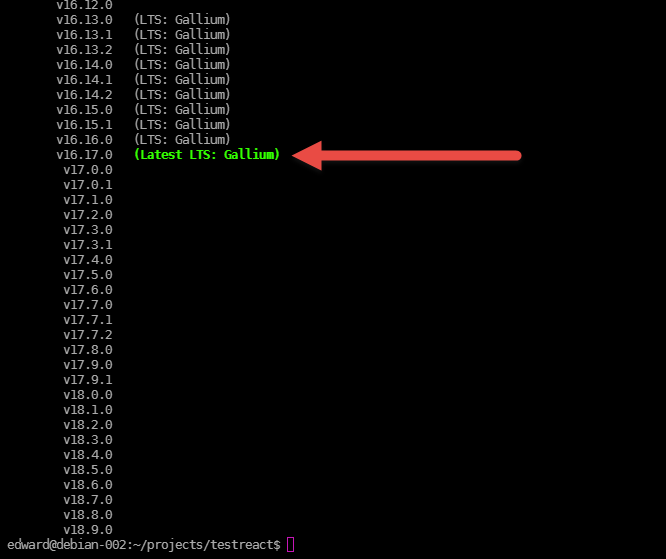 v16.12.0
v16.13.0 (LTS: Gallium)
v16.13.1 (LTS: Gallium)
v16.13.2 (LTS: Gallium)
v16.14.0 (LTS: Gallium)
v16.14.1 (LTS: Gallium)
v16.14.2 (LTS: Gallium)
v16.15.0 (LTS: Gallium)
v16.15.1 (LTS: Gallium)
v16.16.0 (LTS: Gallium)
v16.17.0 (Latest LTS: Gallium)
v17.0.0
v17.0.1
v17.1.0
v17.2.0
v17.3.0
v17.3.1
v17.4.0
v17.5.0
v17.6.0
v17.7.0
v17.7.1
v17.7.2
v17.8.0
v17.9.0
v17.9.1
v18.0.0
v18.1.0
v18.2.0
v18.3.0
v18.4.0
v18.5.0
v18.6.0
v18.7.0
v18.8.0
v18.9.0
edward@debian-002:~/projects/testreact$